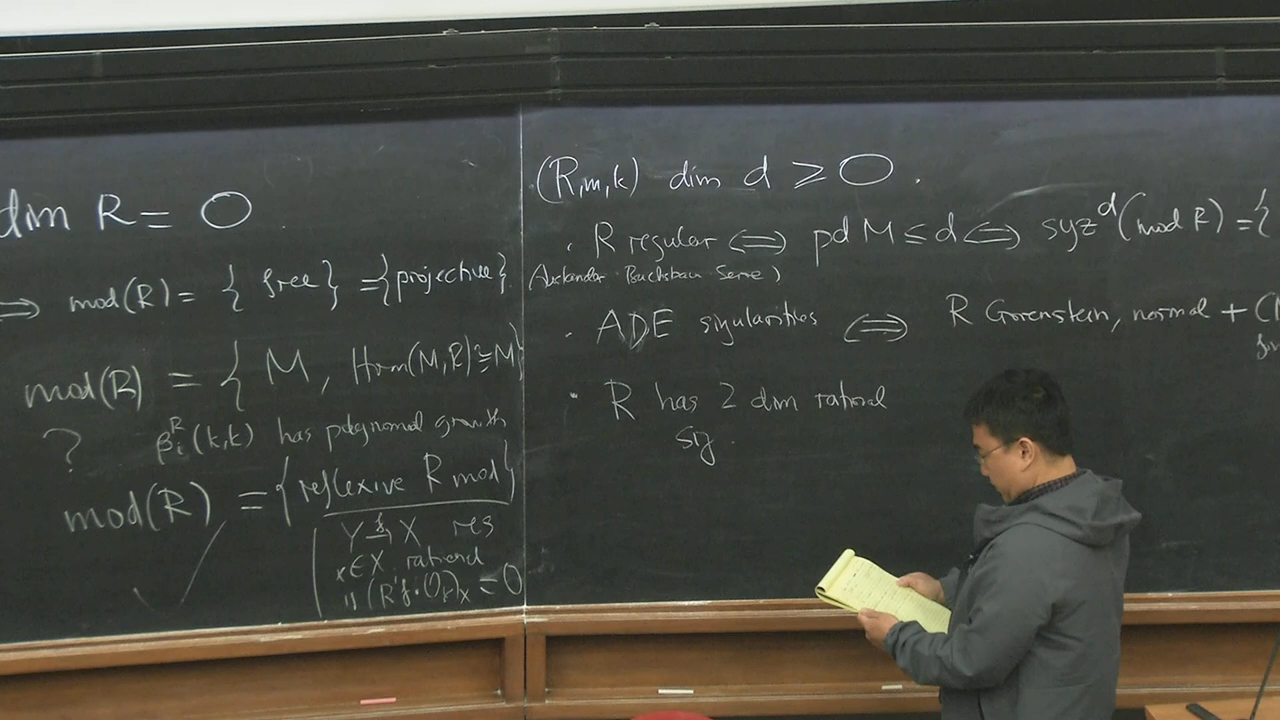 dim R = 0
⟹ mod(R) = { free } = {projective}
mod(R) = { M, Hom(M,R) ≅ M}
? β_i^R(k,k) has polynomial growth
mod(R) = {reflexive R mod}
Y → X res
x ∈ X rational
(R^i f_* O_Y)_x = 0
(R,m,k) dim d ≥ 0.
· R regular ⟺ pd M ≤ d ⟺ syz^d (mod R) = {
(Auslander Buchsbaum Serre)
· ADE singularities ⟺ R Gorenstein, normal +
· R has 2 dim rational
sig.